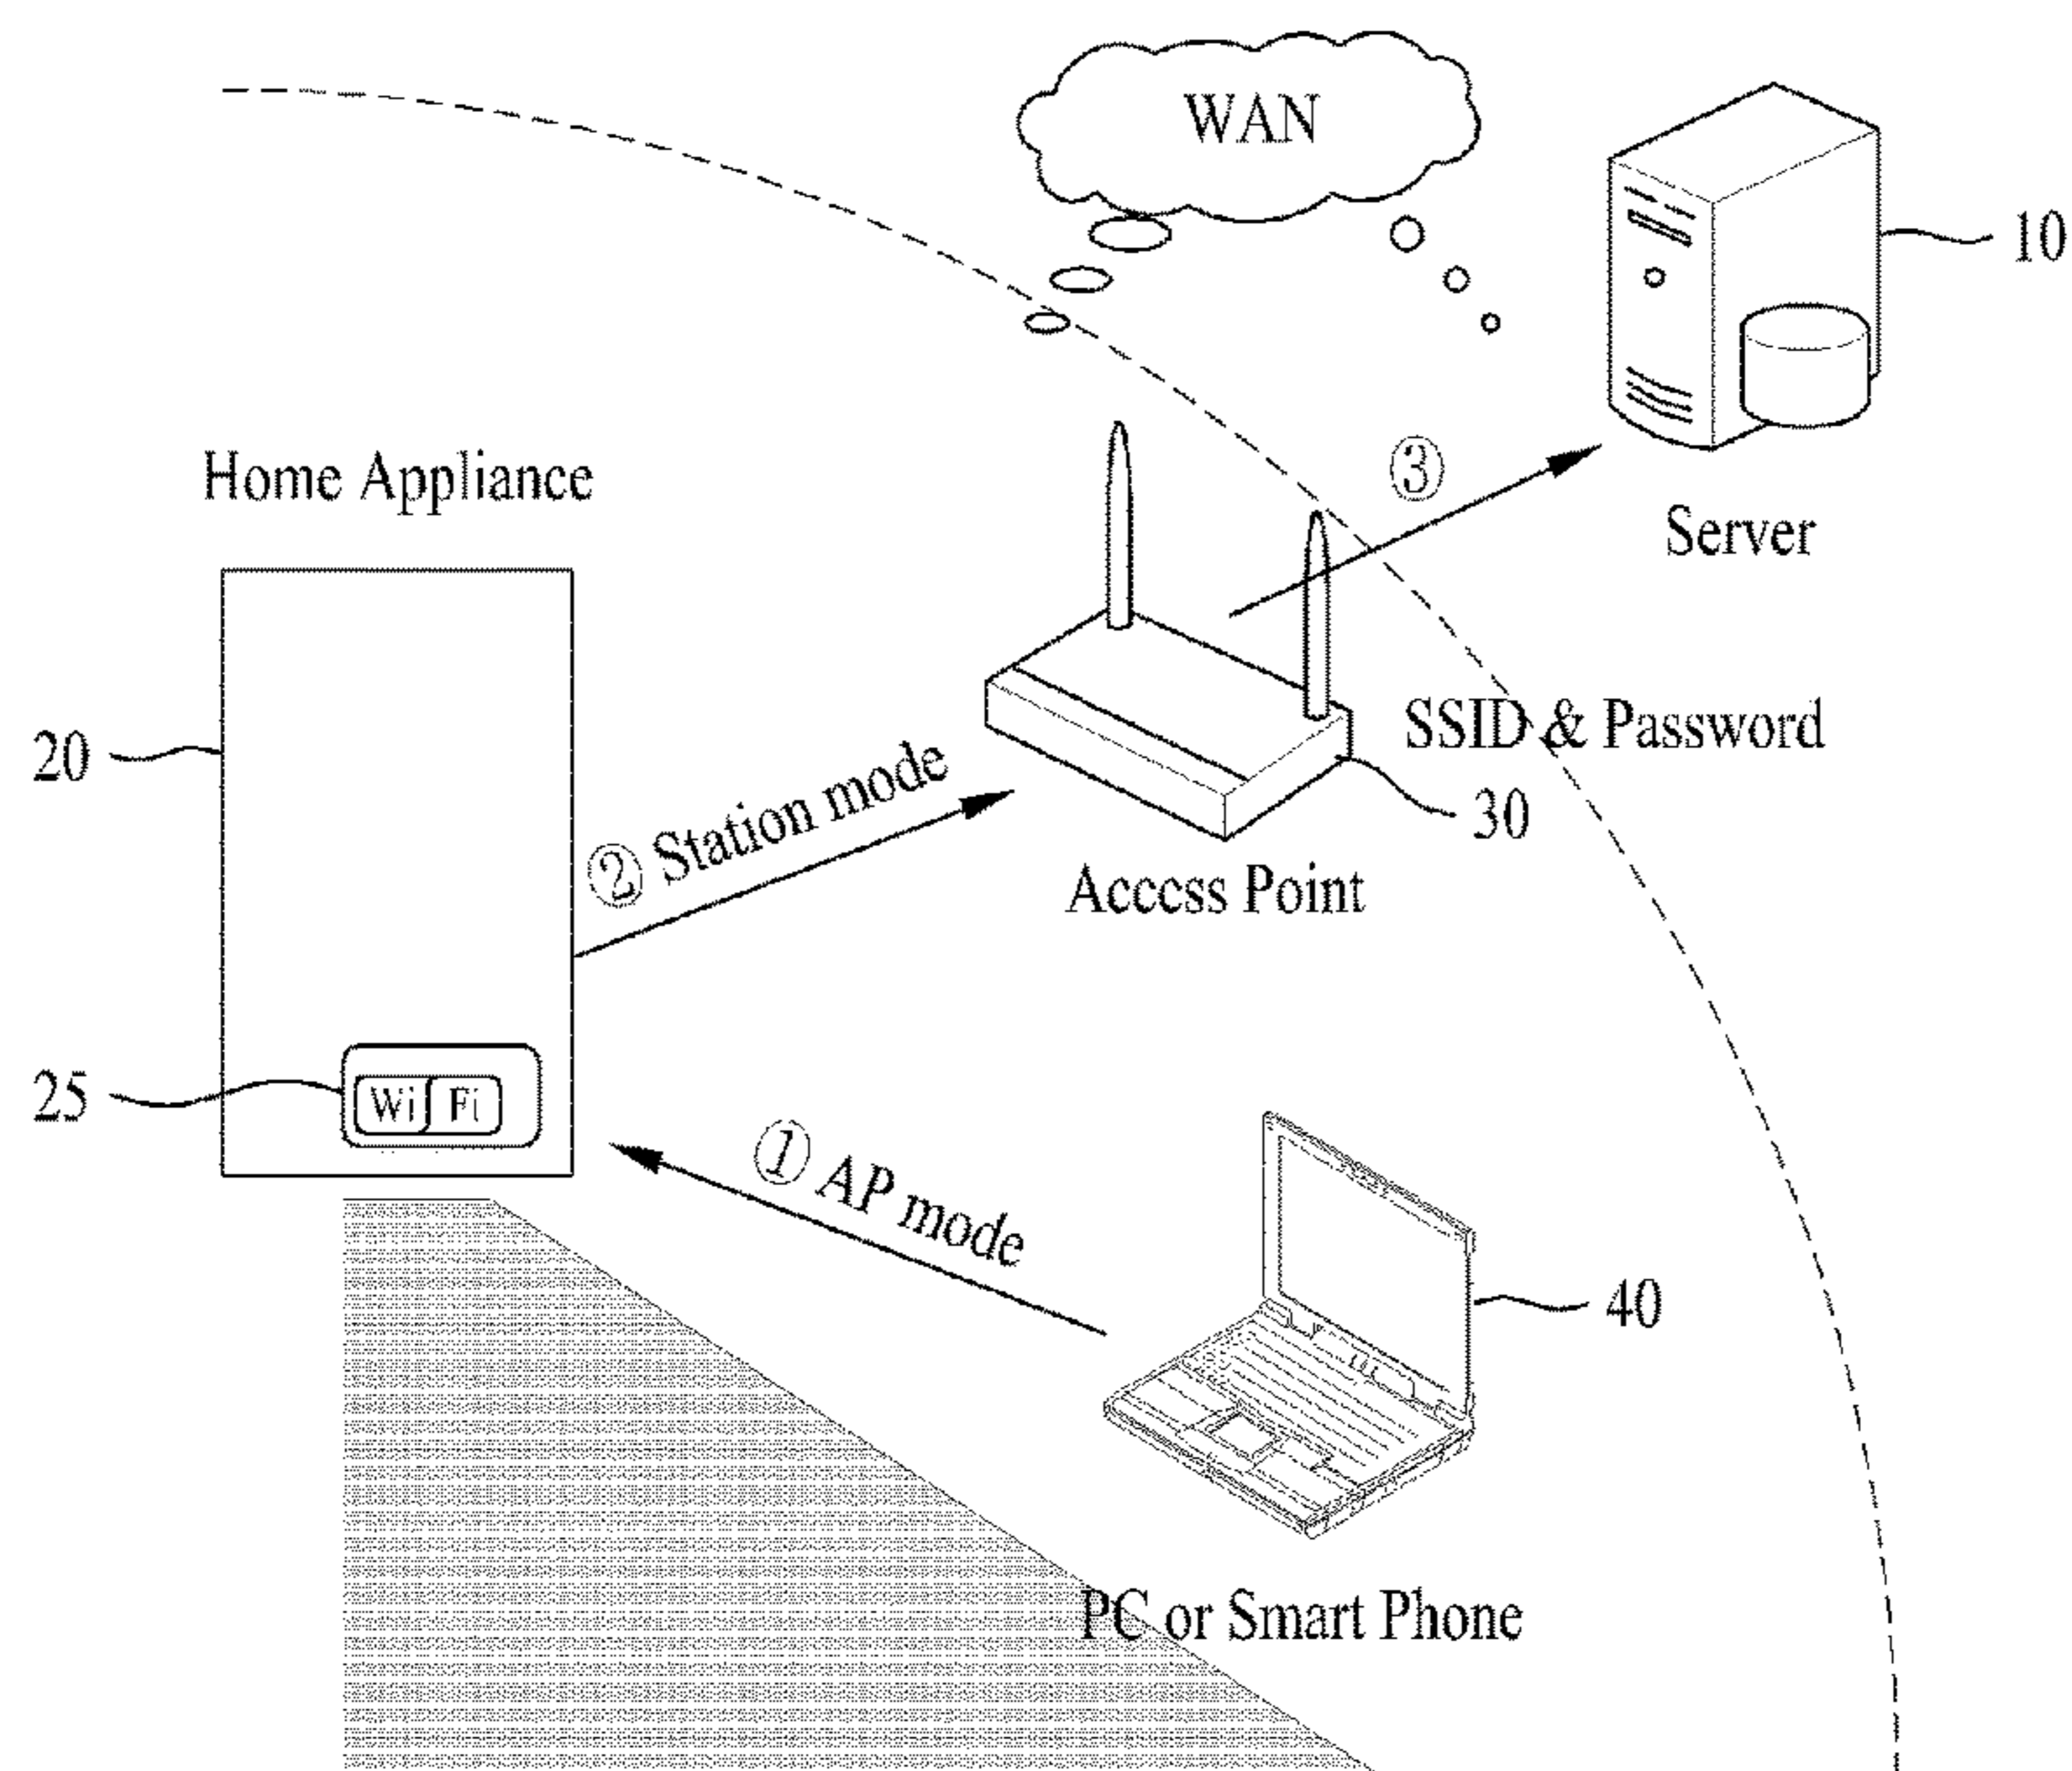 WAN
10
③
Server
Home Appliance
20
SSID & Password
30
② Station mode
Access Point
25
Wi Fi
① AP mode
40
PC or Smart Phone